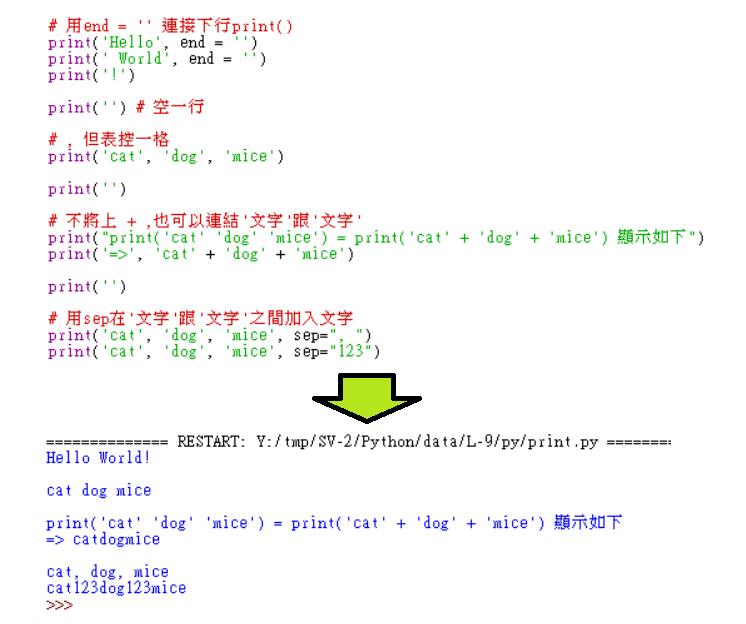 # 用end = '' 連接下行print()
print('Hello', end = '')
print(' World', end = '')
print('!')
print('') # 空一行
# , 但表控一格
print('cat', 'dog', 'mice')
print('')
# 不將上 + ,也可以連結'文字'跟'文字'
print("print('cat' 'dog' 'mice') = print('cat' + 'dog' + 'mice') 顯示如下")
print('=>', 'cat' + 'dog' + 'mice')
print('')
# 用sep在'文字'跟'文字'之間加入文字
print('cat', 'dog', 'mice', sep=", ")
print('cat', 'dog', 'mice', sep="123")
============== RESTART: Y:/tmp/SV-2/Python/data/L-9/py/print.py ========
Hello World!
cat dog mice
print('cat' 'dog' 'mice') = print('cat' + 'dog' + 'mice') 顯示如下
=> catdogmice
cat, dog, mice
cat123dog123mice
>>>